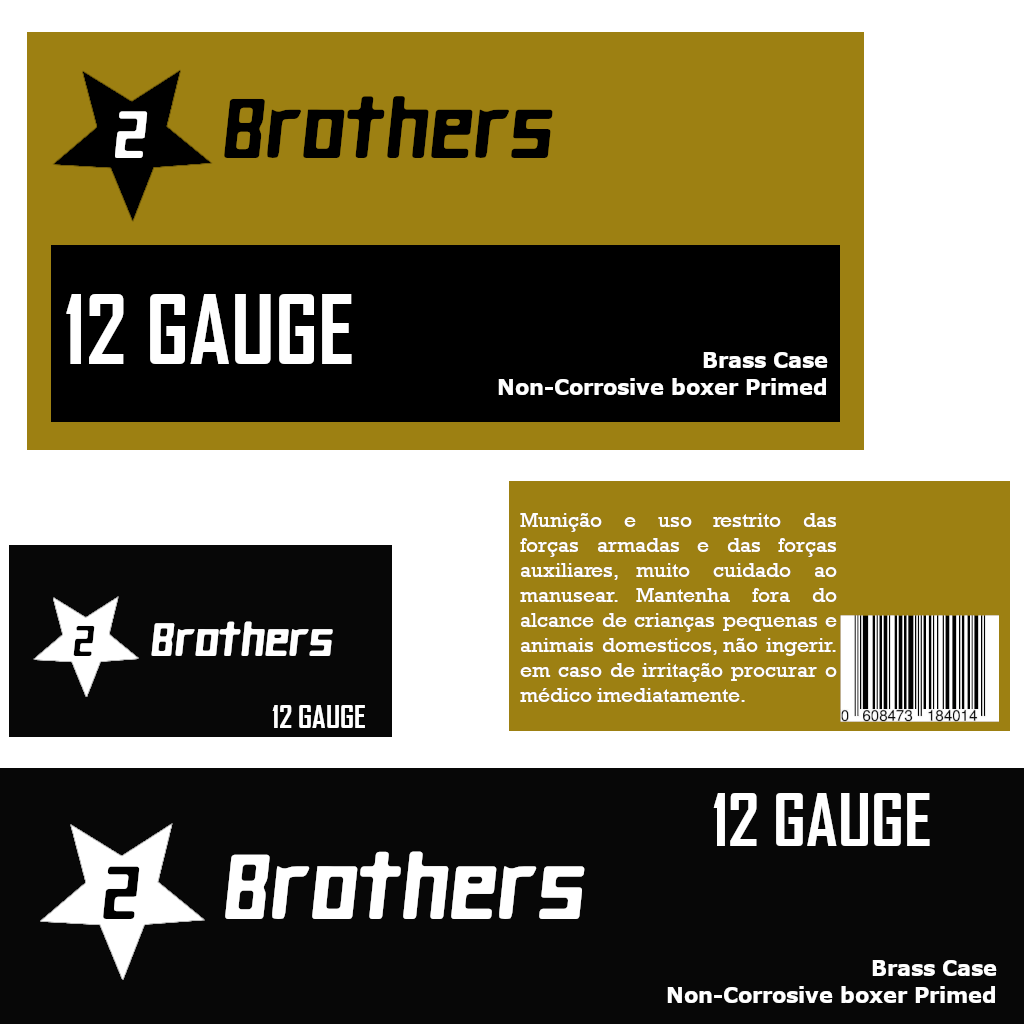 2 Brothers
12 GAUGE
Brass Case
Non-Corrosive boxer Primed
Munição e uso restrito das
forças armadas e das forças
auxiliares, muito cuidado ao
manusear. Mantenha fora do
alcance de crianças pequenas e
animais domesticos, não ingerir.
em caso de irritação procurar o
médico imediatamente.
0 608473 184014
2 Brothers
12 GAUGE
2 Brothers
12 GAUGE
Brass Case
Non-Corrosive boxer Primed